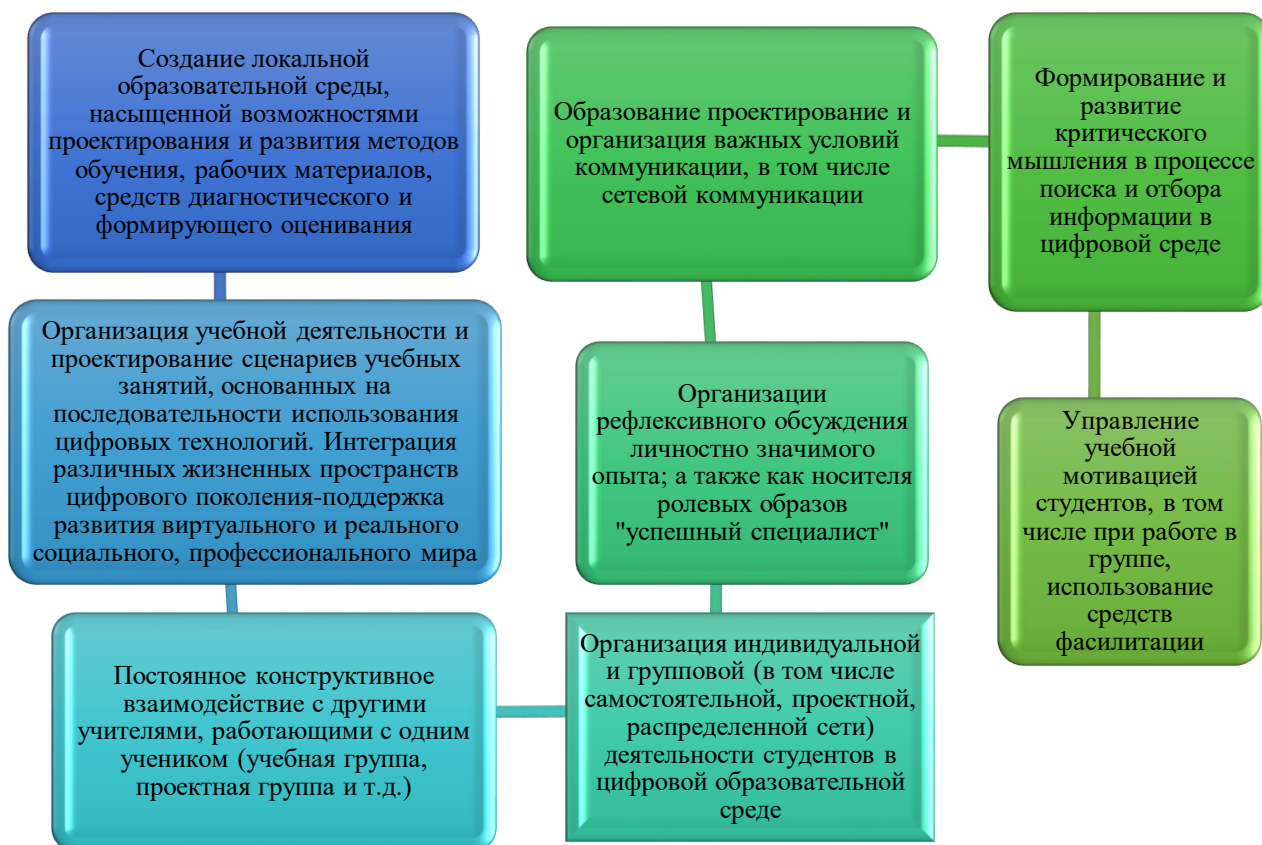 Создание локальной
образовательной среды,
насыщенной возможностями
проектирования и развития методов
обучения, рабочих материалов,
средств диагностического и
формирующего оценивания
Организация учебной деятельности и
проектирование сценариев учебных
занятий, основанных на
последовательности использования
цифровых технологий. Интеграция
различных жизненных пространств
цифрового поколения-поддержка
развития виртуального и реального
социального, профессионального мира
Постоянное конструктивное
взаимодействие с другими
учителями, работающими с одним
учеником (учебная группа,
проектная группа и т.д.)
Организация индивидуальной
и групповой (в том числе
самостоятельной, проектной,
распределенной сети)
деятельности студентов в
цифровой образовательной
среде
Организации
рефлексивного обсуждения
личностно значимого
опыта; а также как носителя
ролевых образов
"успешный специалист"
Образование проектирование и
организация важных условий
коммуникации, в том числе
сетевой коммуникации
Формирование и
развитие
критического
мышления в процессе
поиска и отбора
информации в
цифровой среде
Управление
учебной
мотивацией
студентов, в том
числе при работе в
группе,
использование
средств
фасилитации